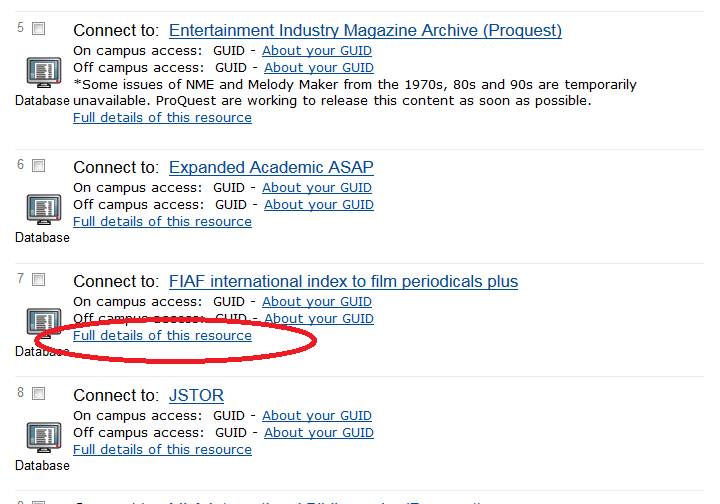 5 Connect to: Entertainment Industry Magazine Archive (Proquest)
On campus access: GUID - About your GUID
Off campus access: GUID - About your GUID
*Some issues of NME and Melody Maker from the 1970s, 80s and 90s are temporarily
Database unavailable. ProQuest are working to release this content as soon as possible.
Full details of this resource
6 Connect to: Expanded Academic ASAP
On campus access: GUID - About your GUID
Off campus access: GUID - About your GUID
Full details of this resource
Database
7 Connect to: FIAF international index to film periodicals plus
On campus access: GUID - About your GUID
Off campus access: GUID - About your GUID
Full details of this resource
Database
8 Connect to: JSTOR
On campus access: GUID - About your GUID
Off campus access: GUID - About your GUID
Full details of this resource
Database